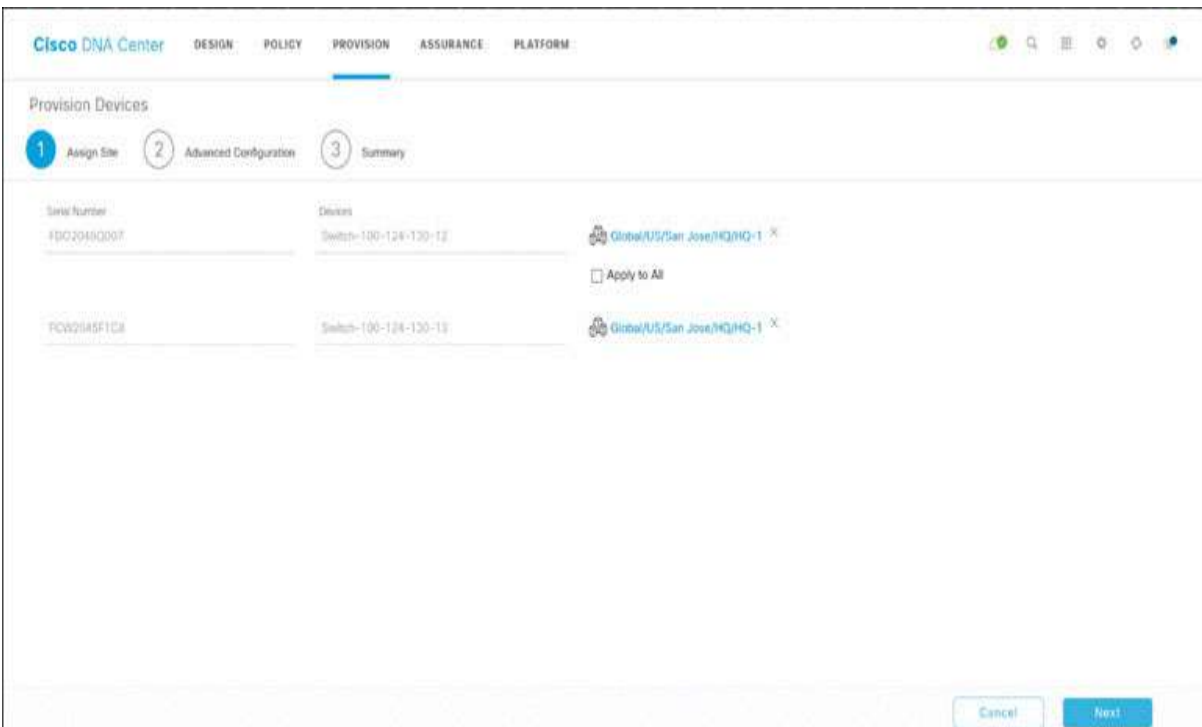 Cisco DNA Center DESIGN POLICY PROVISION ASSURANCE PLATFORM
Provision Devices
1 Assign Site 2 Advanced Configuration 3 Summary
Serial Number Devices
Switch-100-124-130-12 Global/US/San Jose/HQ/HQ-1 X
Apply to All
Switch-100-124-130-13 Global/US/San Jose/HQ/HQ-1 X
Cancel Next